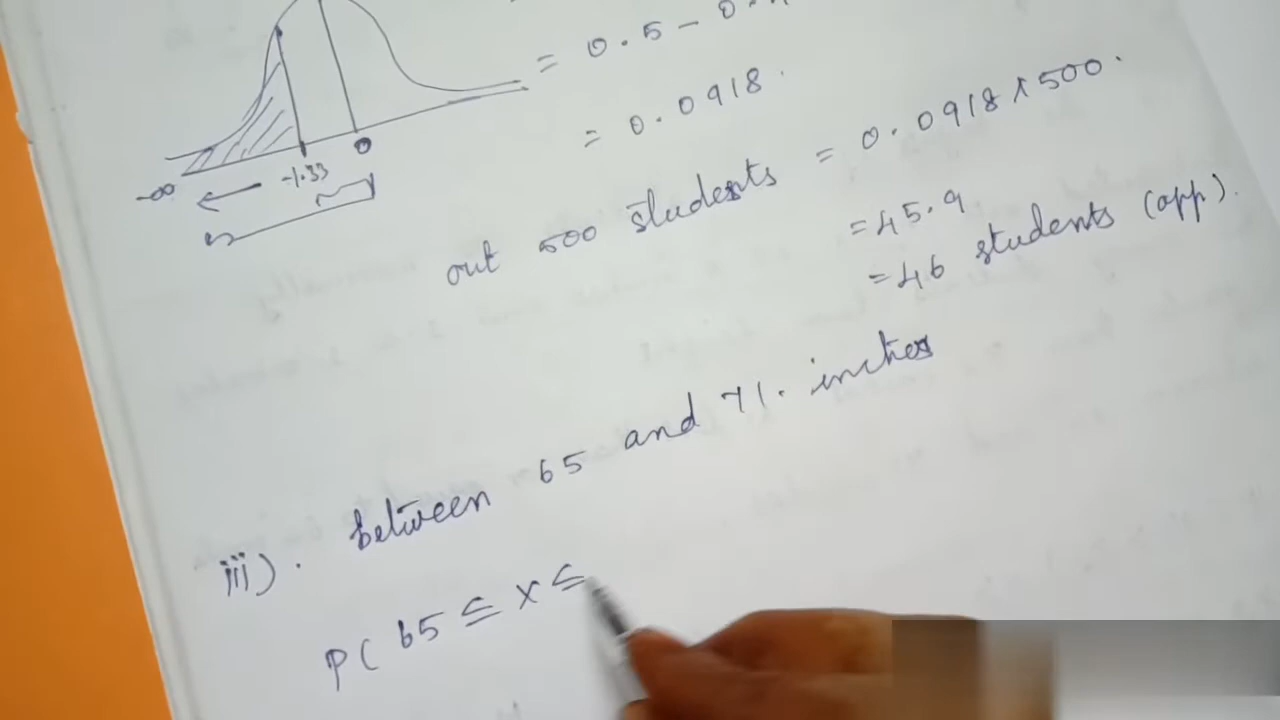 = 0.5 - 0.4
= 0.0918.
-∞ -1.33 0
out 500 students = 0.0918 x 500.
= 45.9
= 46 students (app).
iii). between 65 and 71. inches
P( 65 ≤ X ≤